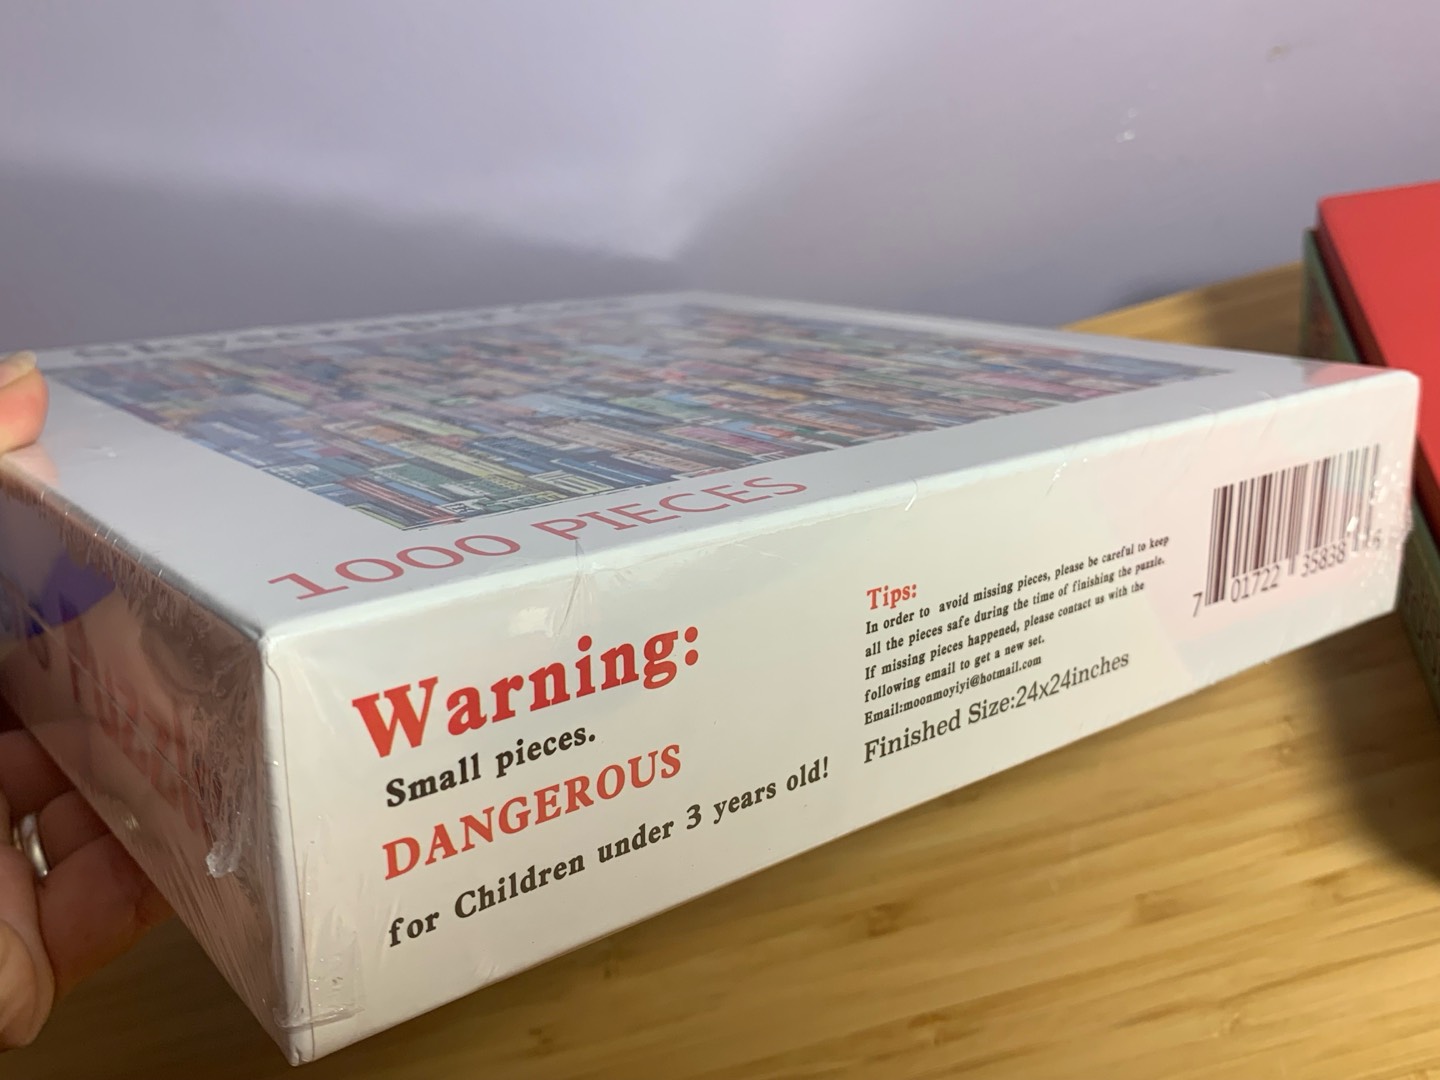 1000 PIECES
Warning:
Small pieces.
DANGEROUS
for Children under 3 years old!
Tips:
In order to avoid missing pieces, please be careful to keep
all the pieces safe during the time of finishing the puzzle.
If missing pieces happened, please contact us with the
following email to get a new set.
Email:moonmoyiyi@hotmail.com
Finished Size:24x24inches
7 01722 35838